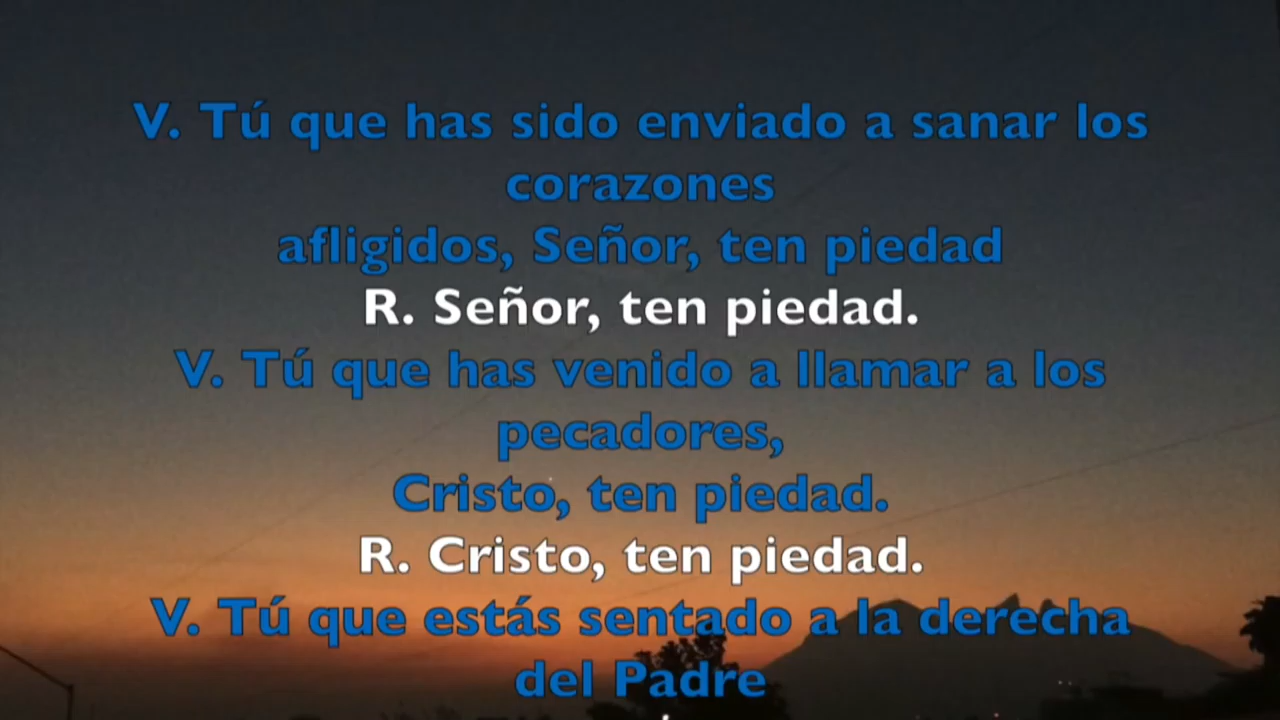 V. Tú que has sido enviado a sanar los
corazones
afligidos, Señor, ten piedad
R. Señor, ten piedad.
V. Tú que has venido a llamar a los
pecadores,
Cristo, ten piedad.
R. Cristo, ten piedad.
V. Tú que estás sentado a la derecha
del Padre